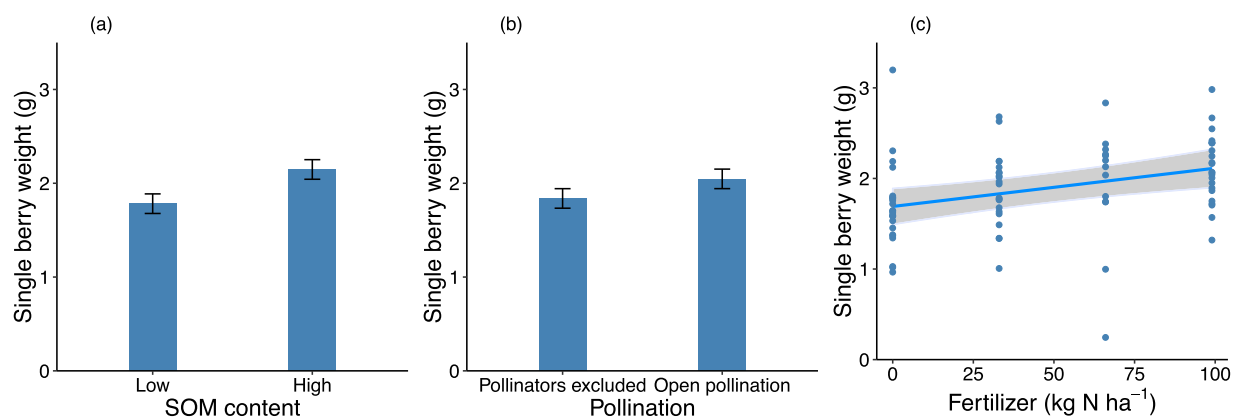 (a)
Single berry weight (g)
3
2
1
0
Low High
SOM content
(b)
Single berry weight (g)
3
2
1
0
Pollinators excluded Open pollination
Pollination
(c)
Single berry weight (g)
3
2
1
0
0 25 50 75 100
Fertilizer (kg N ha⁻¹)